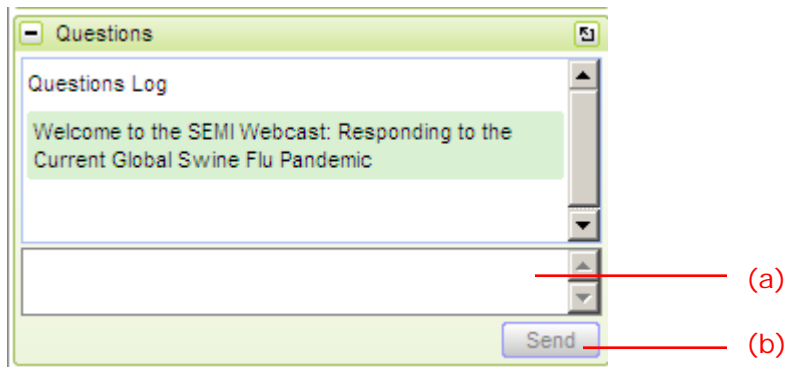 Questions
Questions Log
Welcome to the SEMI Webcast: Responding to the
Current Global Swine Flu Pandemic
(a)
Send
(b)